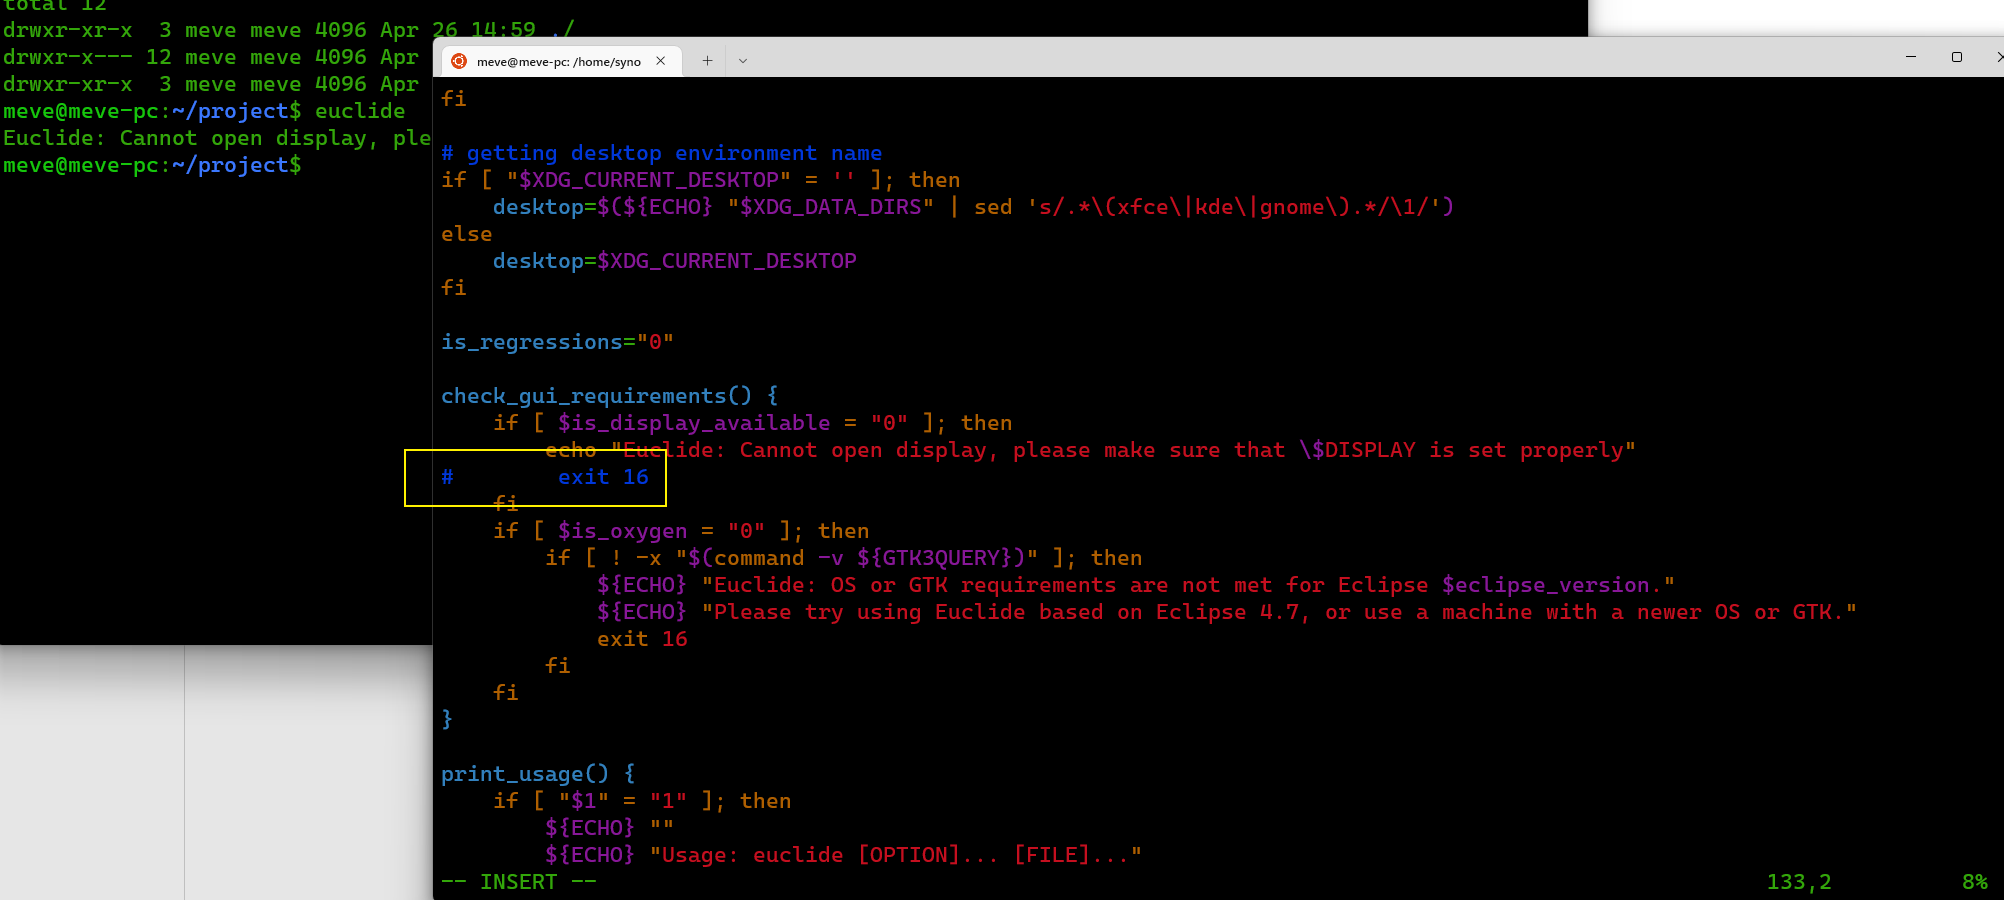 total 12
drwxr-xr-x  3 meve meve 4096 Apr 26 14:59 ./
drwxr-x--- 12 meve meve 4096 Apr
drwxr-xr-x  3 meve meve 4096 Apr
meve@meve-pc:~/project$ euclide
Euclide: Cannot open display, ple
meve@meve-pc:~/project$
meve@meve-pc: /home/syno
fi
# getting desktop environment name
if [ "$XDG_CURRENT_DESKTOP" = '' ]; then
    desktop=$(${ECHO} "$XDG_DATA_DIRS" | sed 's/.*\(xfce\|kde\|gnome\).*/\1/')
else
    desktop=$XDG_CURRENT_DESKTOP
fi
is_regressions="0"
check_gui_requirements() {
    if [ $is_display_available = "0" ]; then
        echo "Euclide: Cannot open display, please make sure that \$DISPLAY is set properly"
#        exit 16
    fi
    if [ $is_oxygen = "0" ]; then
        if [ ! -x "$(command -v ${GTK3QUERY})" ]; then
            ${ECHO} "Euclide: OS or GTK requirements are not met for Eclipse $eclipse_version."
            ${ECHO} "Please try using Euclide based on Eclipse 4.7, or use a machine with a newer OS or GTK."
            exit 16
        fi
    fi
}
print_usage() {
    if [ "$1" = "1" ]; then
        ${ECHO} ""
        ${ECHO} "Usage: euclide [OPTION]... [FILE]..."
-- INSERT -- 133,2 8%